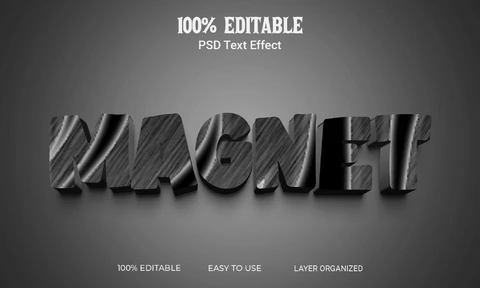 100% EDITABLE
PSD Text Effect
MAGNET
100% EDITABLE EASY TO USE LAYER ORGANIZED